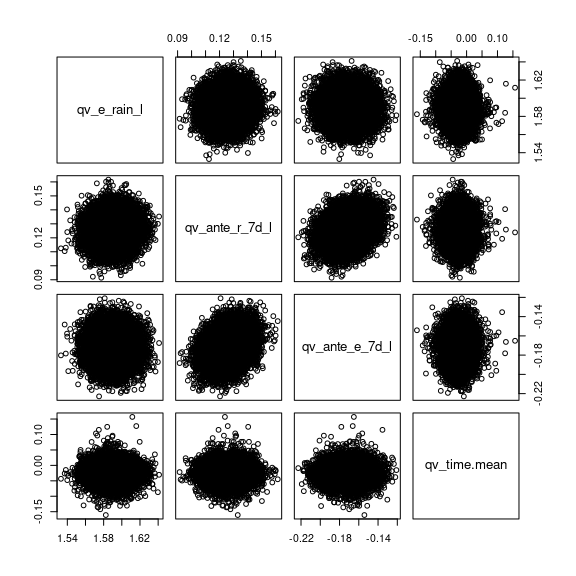 0.09 0.12 0.15
-0.15 0.00 0.10
qv_e_rain_l
1.54 1.58 1.62
0.09 0.12 0.15
qv_ante_r_7d_l
qv_ante_e_7d_l
-0.22 -0.18 -0.14
-0.15 0.00 0.10
qv_time.mean
1.54 1.58 1.62
-0.22 -0.18 -0.14